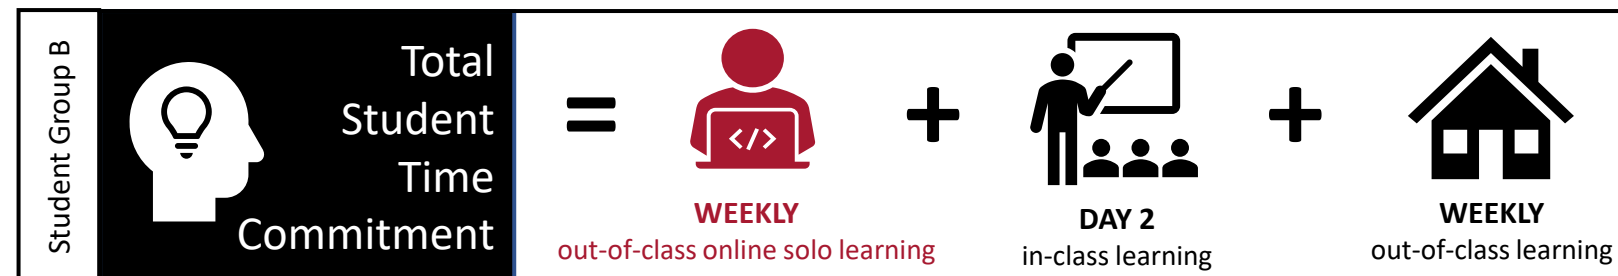 Student Group B
Total
Student
Time
Commitment
=
</>
WEEKLY
out-of-class online solo learning
+
DAY 2
in-class learning
+
WEEKLY
out-of-class learning